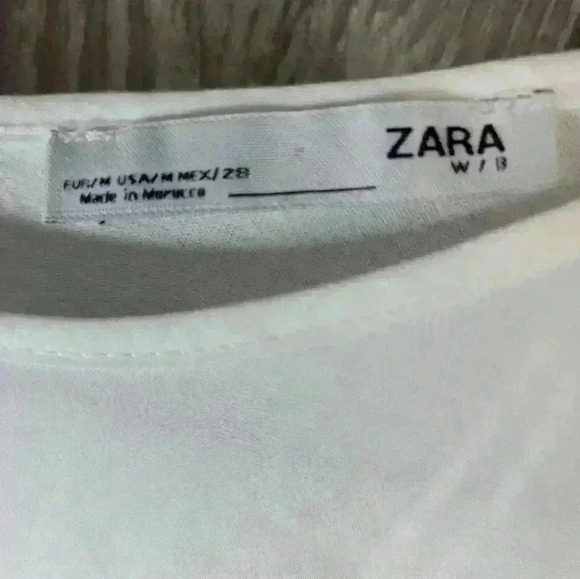 ZARA
W / B
EUR/M USA/M MEX/28
Made in Morocco